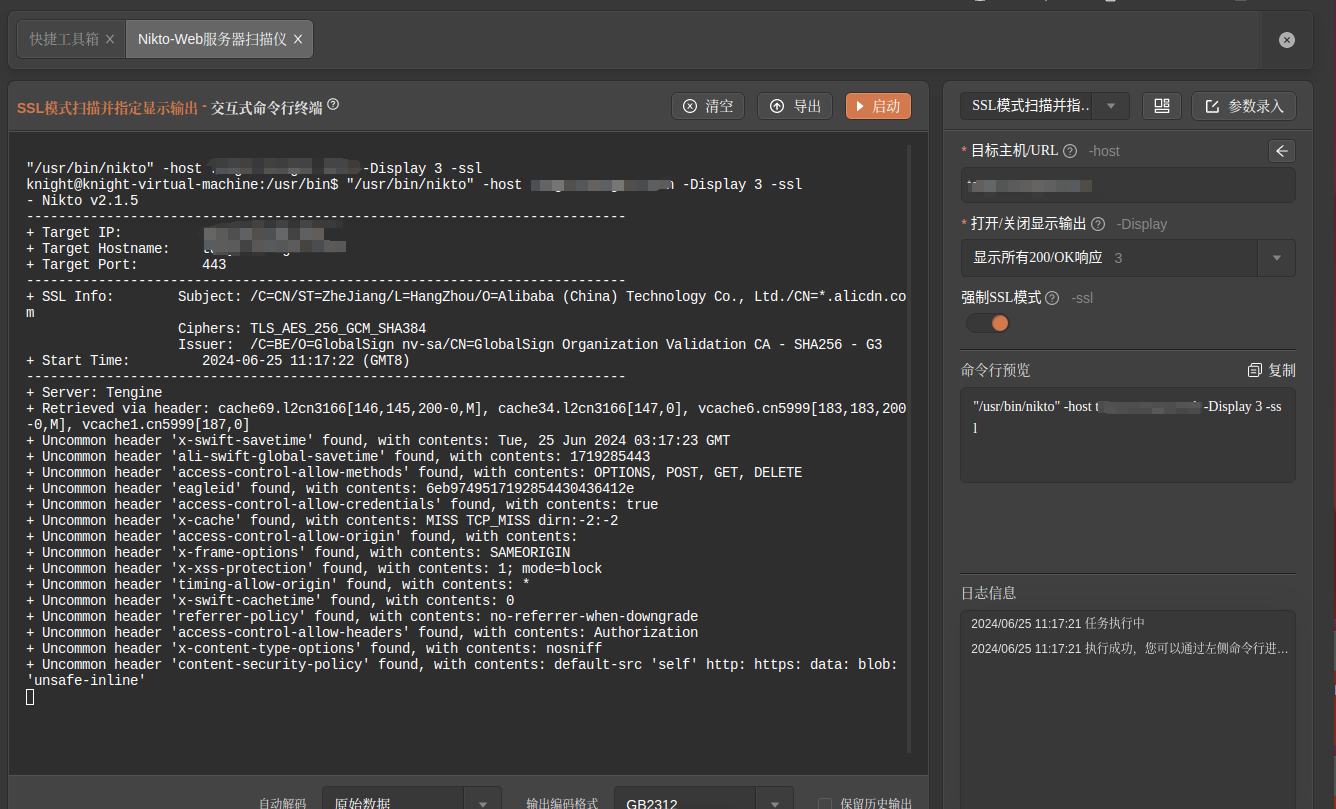 快捷工具箱 ×
Nikto-Web服务器扫描仪 ×
SSL模式扫描并指定显示输出 - 交互式命令行终端
清空
导出
启动
"/usr/bin/nikto" -host -Display 3 -ssl
knight@knight-virtual-machine:/usr/bin$ "/usr/bin/nikto" -host -Display 3 -ssl
- Nikto v2.1.5
---------------------------------------------------------------------------
+ Target IP:
+ Target Hostname:
+ Target Port: 443
---------------------------------------------------------------------------
+ SSL Info: Subject: /C=CN/ST=ZheJiang/L=HangZhou/O=Alibaba (China) Technology Co., Ltd./CN=*.alicdn.co
m
Ciphers: TLS_AES_256_GCM_SHA384
Issuer: /C=BE/O=GlobalSign nv-sa/CN=GlobalSign Organization Validation CA - SHA256 - G3
+ Start Time: 2024-06-25 11:17:22 (GMT8)
---------------------------------------------------------------------------
+ Server: Tengine
+ Retrieved via header: cache69.l2cn3166[146,145,200-0,M], cache34.l2cn3166[147,0], vcache6.cn5999[183,183,200
-0,M], vcache1.cn5999[187,0]
+ Uncommon header 'x-swift-savetime' found, with contents: Tue, 25 Jun 2024 03:17:23 GMT
+ Uncommon header 'ali-swift-global-savetime' found, with contents: 1719285443
+ Uncommon header 'access-control-allow-methods' found, with contents: OPTIONS, POST, GET, DELETE
+ Uncommon header 'eagleid' found, with contents: 6eb9749517192854430436412e
+ Uncommon header 'access-control-allow-credentials' found, with contents: true
+ Uncommon header 'x-cache' found, with contents: MISS TCP_MISS dirn:-2:-2
+ Uncommon header 'access-control-allow-origin' found, with contents:
+ Uncommon header 'x-frame-options' found, with contents: SAMEORIGIN
+ Uncommon header 'x-xss-protection' found, with contents: 1; mode=block
+ Uncommon header 'timing-allow-origin' found, with contents: *
+ Uncommon header 'x-swift-cachetime' found, with contents: 0
+ Uncommon header 'referrer-policy' found, with contents: no-referrer-when-downgrade
+ Uncommon header 'access-control-allow-headers' found, with contents: Authorization
+ Uncommon header 'x-content-type-options' found, with contents: nosniff
+ Uncommon header 'content-security-policy' found, with contents: default-src 'self' http: https: data: blob:
'unsafe-inline'
自动解码 原始数据 输出编码格式 GB2312 保留历史输出
SSL模式扫描并指.. 参数录入
* 目标主机/URL -host
* 打开/关闭显示输出 -Display
显示所有200/OK响应 3
强制SSL模式 -ssl
命令行预览 复制
"/usr/bin/nikto" -host -Display 3 -ss
l
日志信息
2024/06/25 11:17:21 任务执行中
2024/06/25 11:17:21 执行成功，您可以通过左侧命令行进...